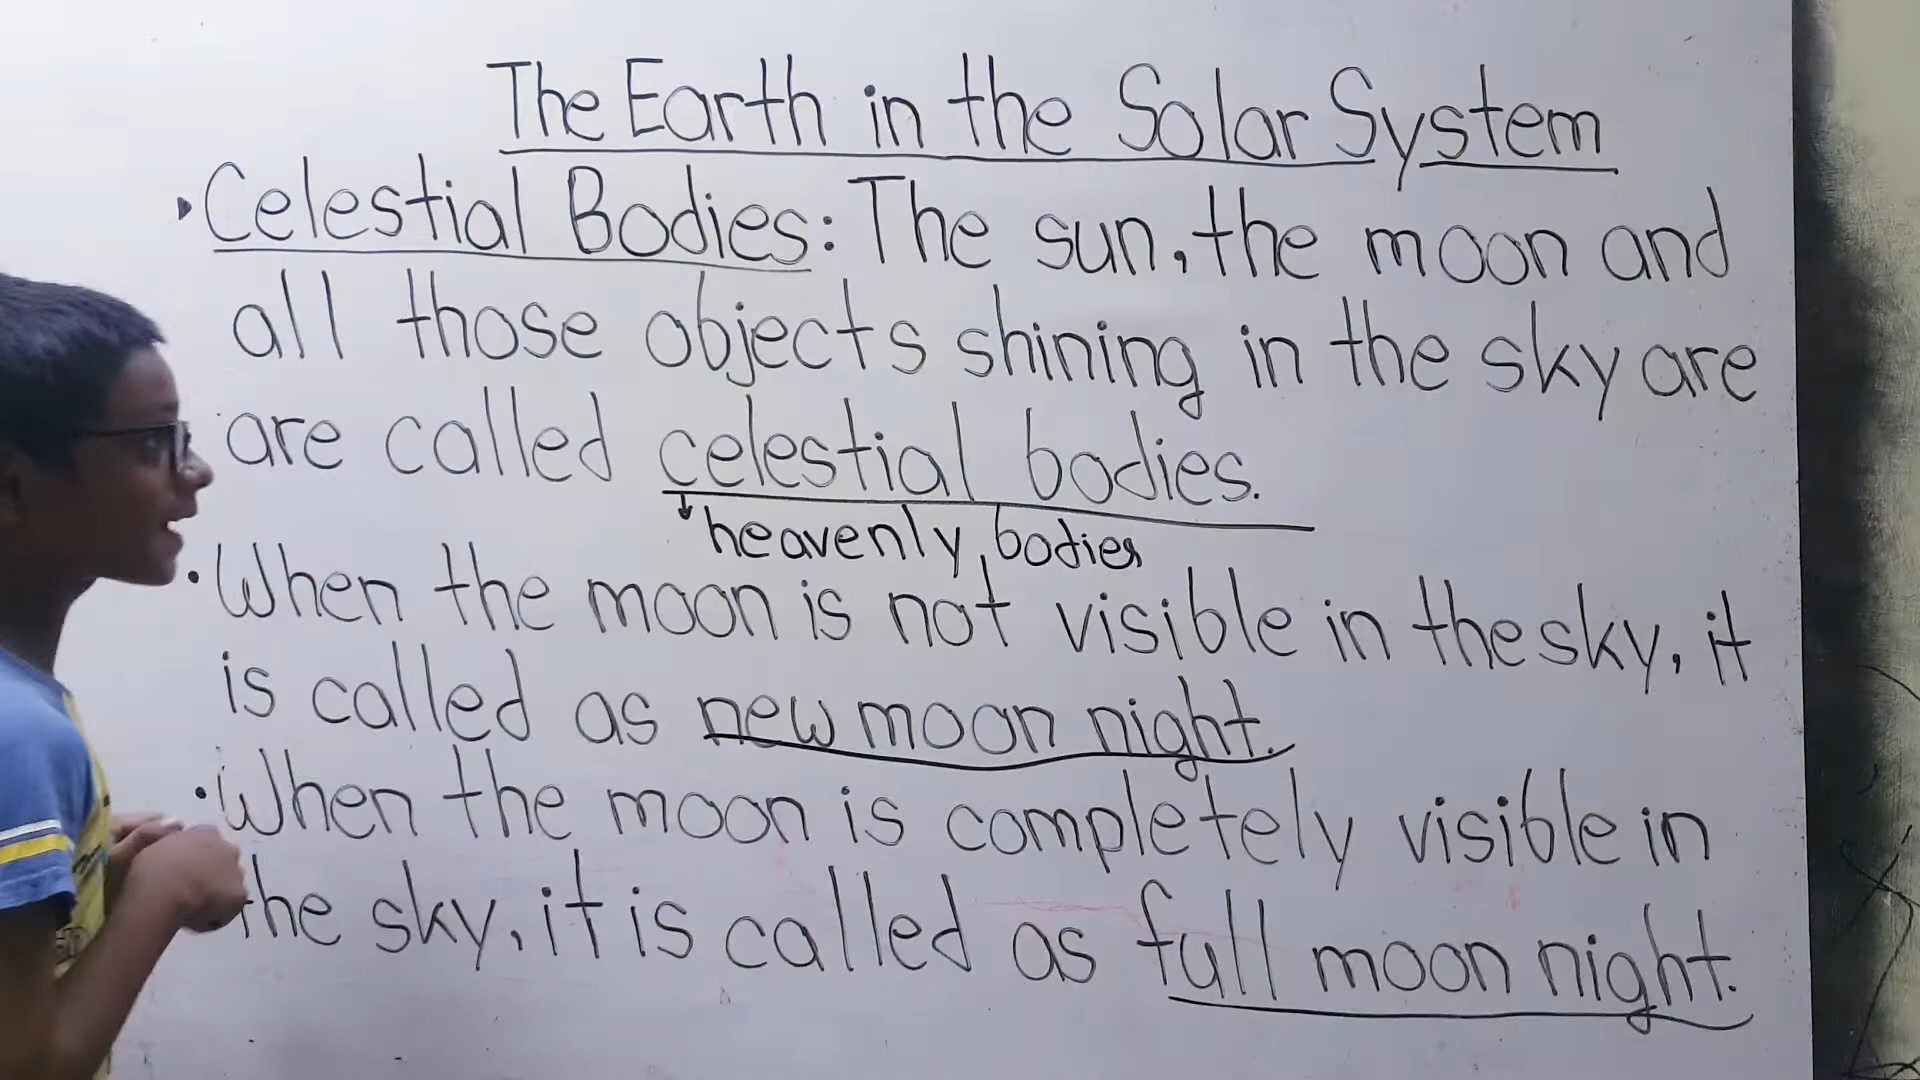 The Earth in the Solar System
• Celestial Bodies: The sun, the moon and
all those objects shining in the sky are
are called celestial bodies.
heavenly bodies
• When the moon is not visible in the sky, it
is called as new moon night.
• When the moon is completely visible in
the sky, it is called as full moon night.